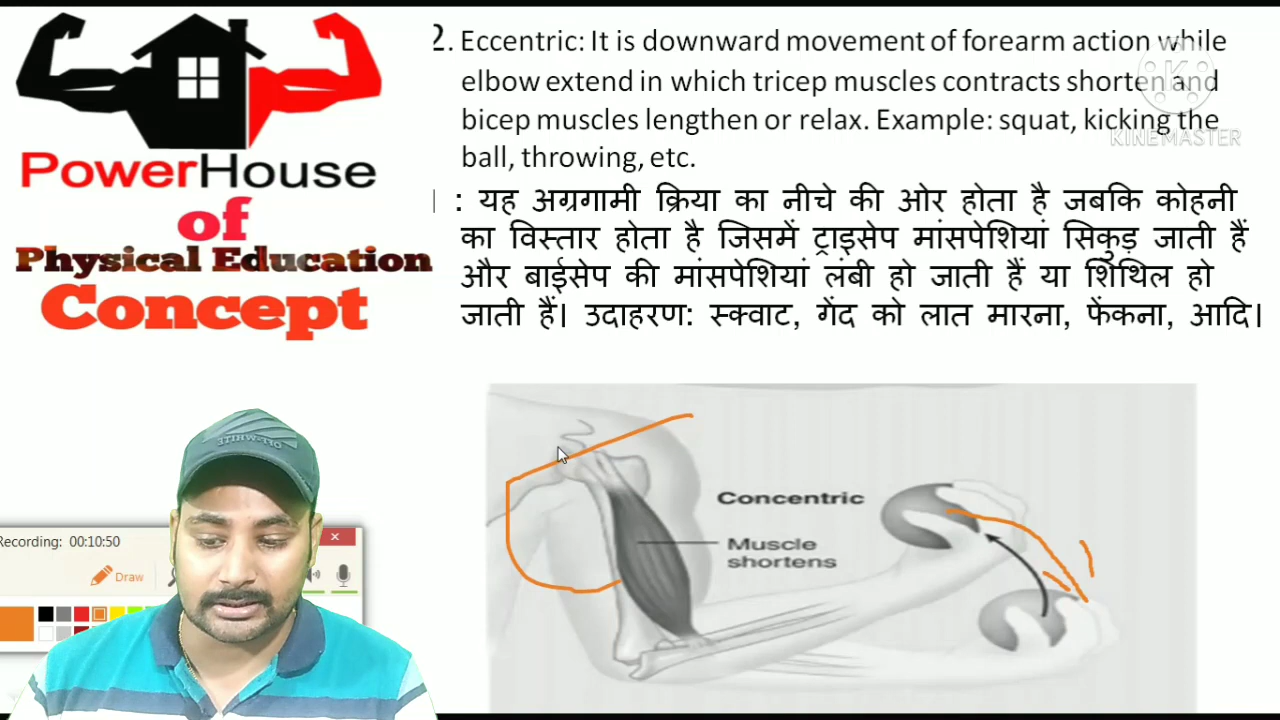 PowerHouse
of
Physical Education
Concept
2. Eccentric: It is downward movement of forearm action while
elbow extend in which tricep muscles contracts shorten and
bicep muscles lengthen or relax. Example: squat, kicking the
ball, throwing, etc.
: यह अग्रगामी क्रिया का नीचे की ओर होता है जबकि कोहनी
का विस्तार होता है जिसमें ट्राइसेप मांसपेशियां सिकुड़ जाती हैं
और बाईसेप की मांसपेशियां लंबी हो जाती हैं या शिथिल हो
जाती हैं। उदाहरण: स्क्वाट, गेंद को लात मारना, फेंकना, आदि।
K
KINEMASTER
Concentric
Muscle
shortens
OFF-WHITE
Recording: 00:10:50
Draw